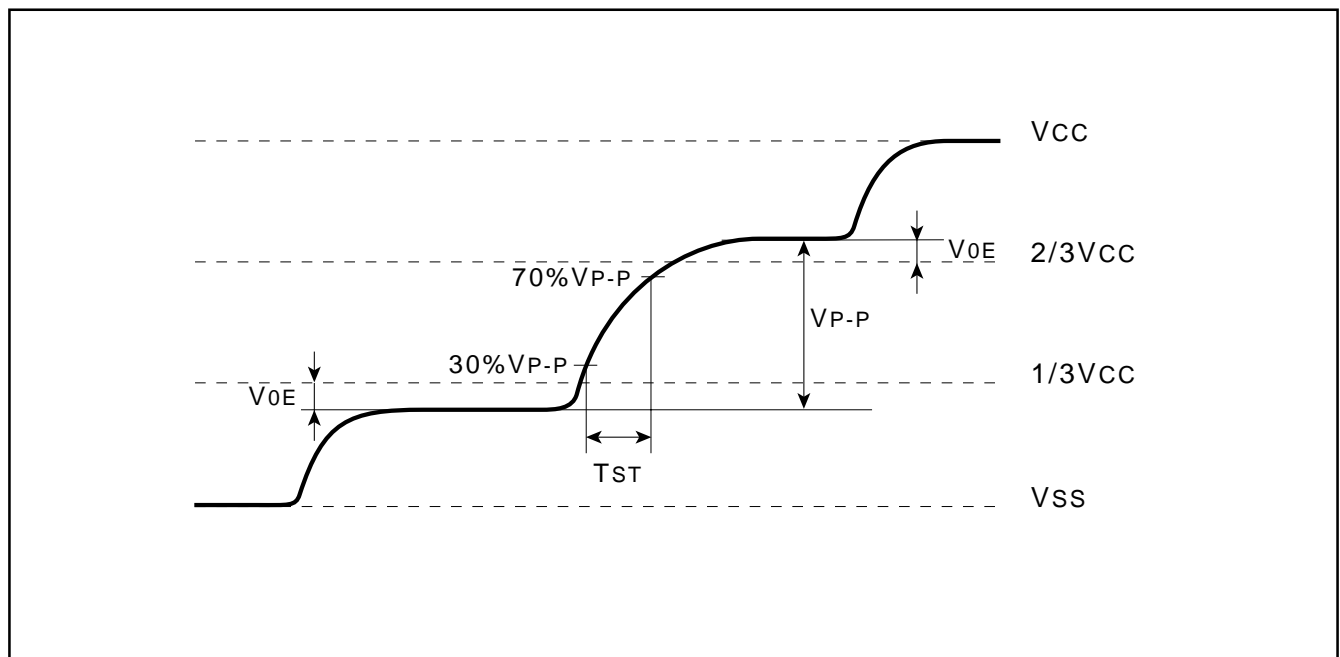 VCC
V0E
2/3VCC
70%VP-P
VP-P
30%VP-P
1/3VCC
V0E
TST
VSS